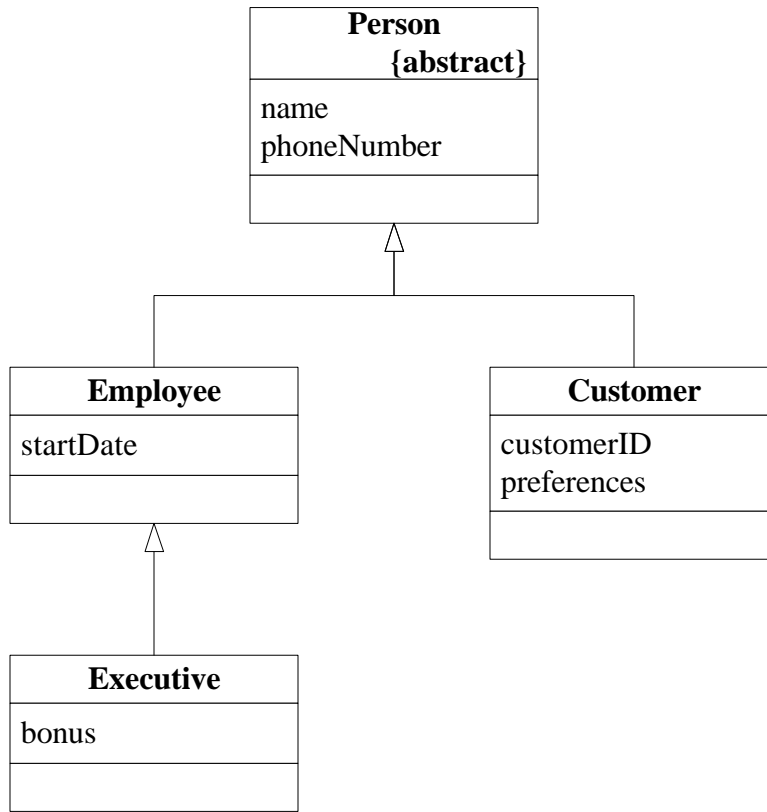 Person
{abstract}
name
phoneNumber
Employee
startDate
Customer
customerID
preferences
Executive
bonus